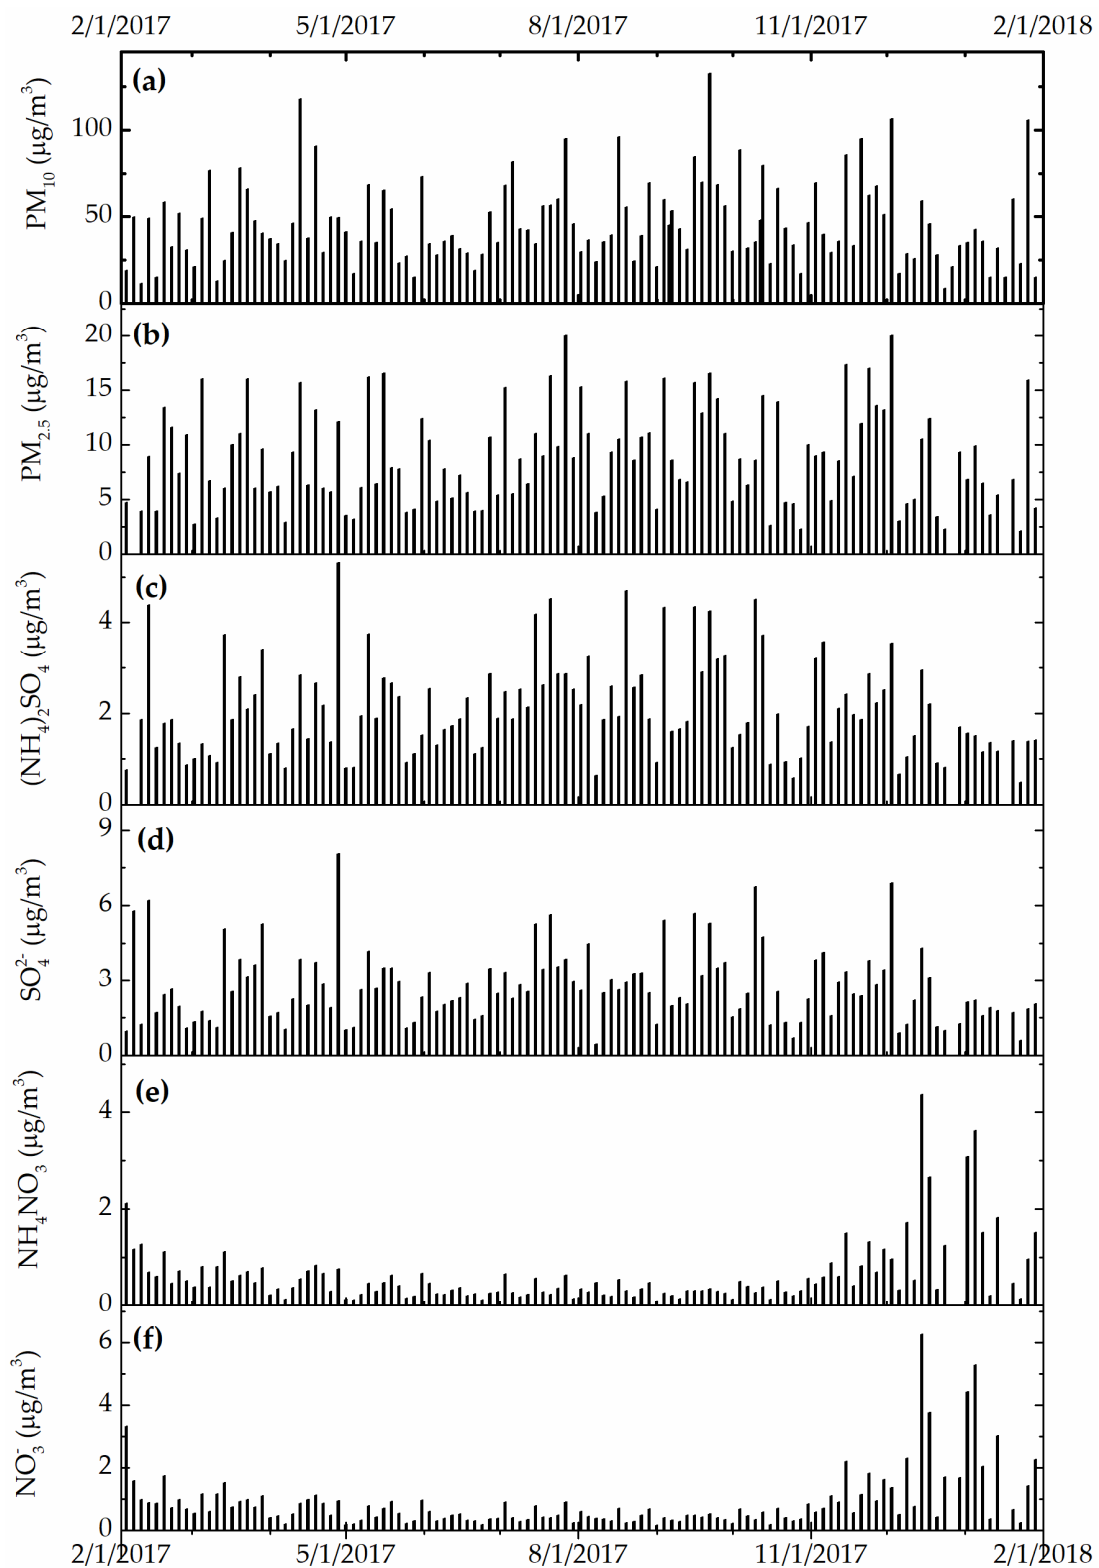 2/1/2017 5/1/2017 8/1/2017 11/1/2017 2/1/2018
(a)
PM₁₀ (μg/m³)
100
50
0
(b)
PM₂.₅ (μg/m³)
20
15
10
5
0
(c)
(NH₄)₂SO₄ (μg/m³)
4
2
0
(d)
SO₄²⁻ (μg/m³)
9
6
3
0
(e)
NH₄NO₃ (μg/m³)
4
2
0
(f)
NO₃⁻ (μg/m³)
6
4
2
0
2/1/2017 5/1/2017 8/1/2017 11/1/2017 2/1/2018